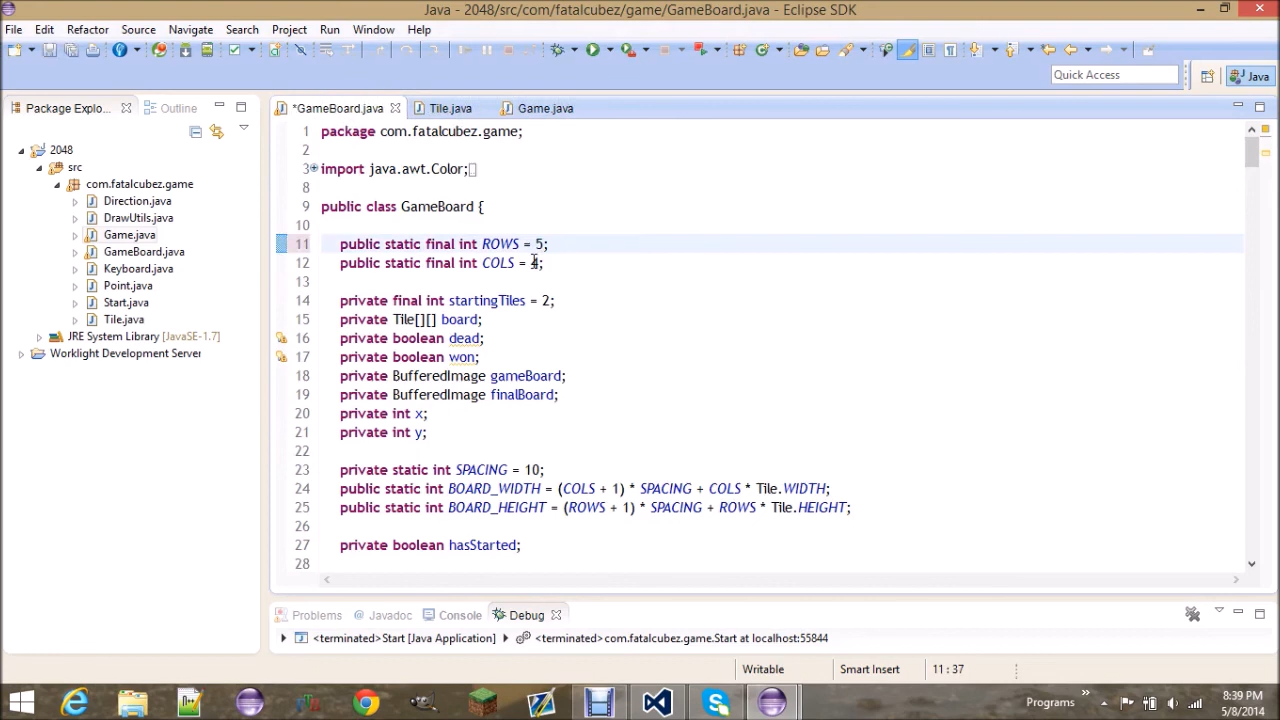 Java - 2048/src/com/fatalcubez/game/GameBoard.java - Eclipse SDK
File Edit Refactor Source Navigate Search Project Run Window Help
Quick Access
Java
Package Explo...
Outline
*GameBoard.java
Tile.java
Game.java
2048
src
com.fatalcubez.game
Direction.java
DrawUtils.java
Game.java
GameBoard.java
Keyboard.java
Point.java
Start.java
Tile.java
JRE System Library [JavaSE-1.7]
Worklight Development Server
1 package com.fatalcubez.game;
2
3 import java.awt.Color;
8
9 public class GameBoard {
10
11 public static final int ROWS = 5;
12 public static final int COLS = 4;
13
14 private final int startingTiles = 2;
15 private Tile[][] board;
16 private boolean dead;
17 private boolean won;
18 private BufferedImage gameBoard;
19 private BufferedImage finalBoard;
20 private int x;
21 private int y;
22
23 private static int SPACING = 10;
24 public static int BOARD_WIDTH = (COLS + 1) * SPACING + COLS * Tile.WIDTH;
25 public static int BOARD_HEIGHT = (ROWS + 1) * SPACING + ROWS * Tile.HEIGHT;
26
27 private boolean hasStarted;
28
Problems Javadoc Console Debug
<terminated>Start [Java Application] <terminated>com.fatalcubez.game.Start at localhost:55844
Writable Smart Insert 11 : 37
Programs
8:39 PM
5/8/2014